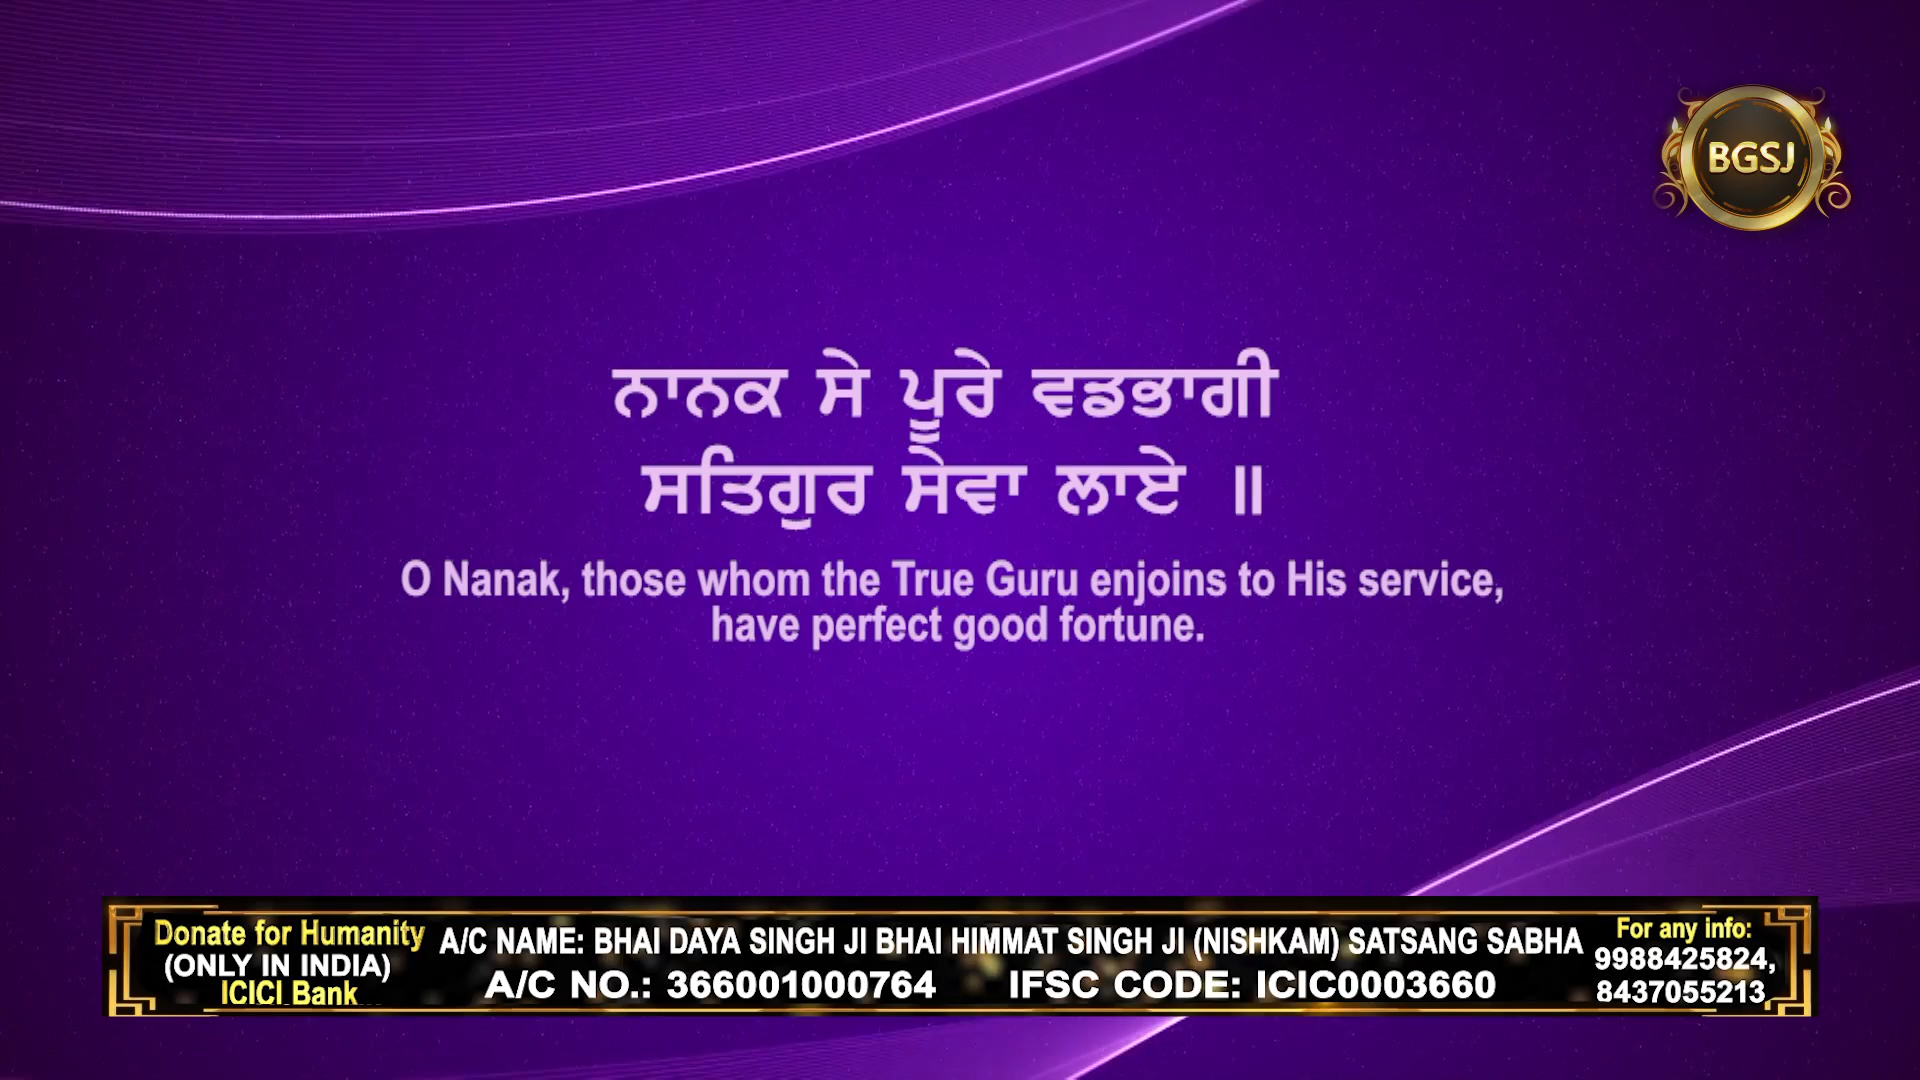 BGSJ
ਨਾਨਕ ਸੇ ਪੂਰੇ ਵਡਭਾਗੀ
ਸਤਿਗੁਰ ਸੇਵਾ ਲਾਏ ॥
O Nanak, those whom the True Guru enjoins to His service,
have perfect good fortune.
Donate for Humanity
(ONLY IN INDIA)
ICICI Bank
A/C NAME: BHAI DAYA SINGH JI BHAI HIMMAT SINGH JI (NISHKAM) SATSANG SABHA
A/C NO.: 366001000764 IFSC CODE: ICIC0003660
For any info:
9988425824,
8437055213